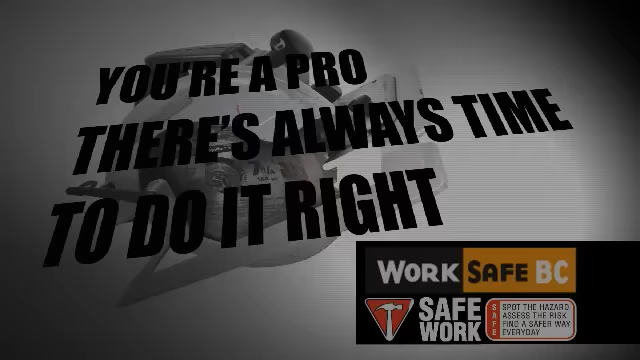 YOU'RE A PRO
THERE'S ALWAYS TIME
TO DO IT RIGHT
WORK SAFE BC
SAFE
WORK
SAFE
SPOT THE HAZARD
ASSESS THE RISK
FIND A SAFER WAY
EVERYDAY